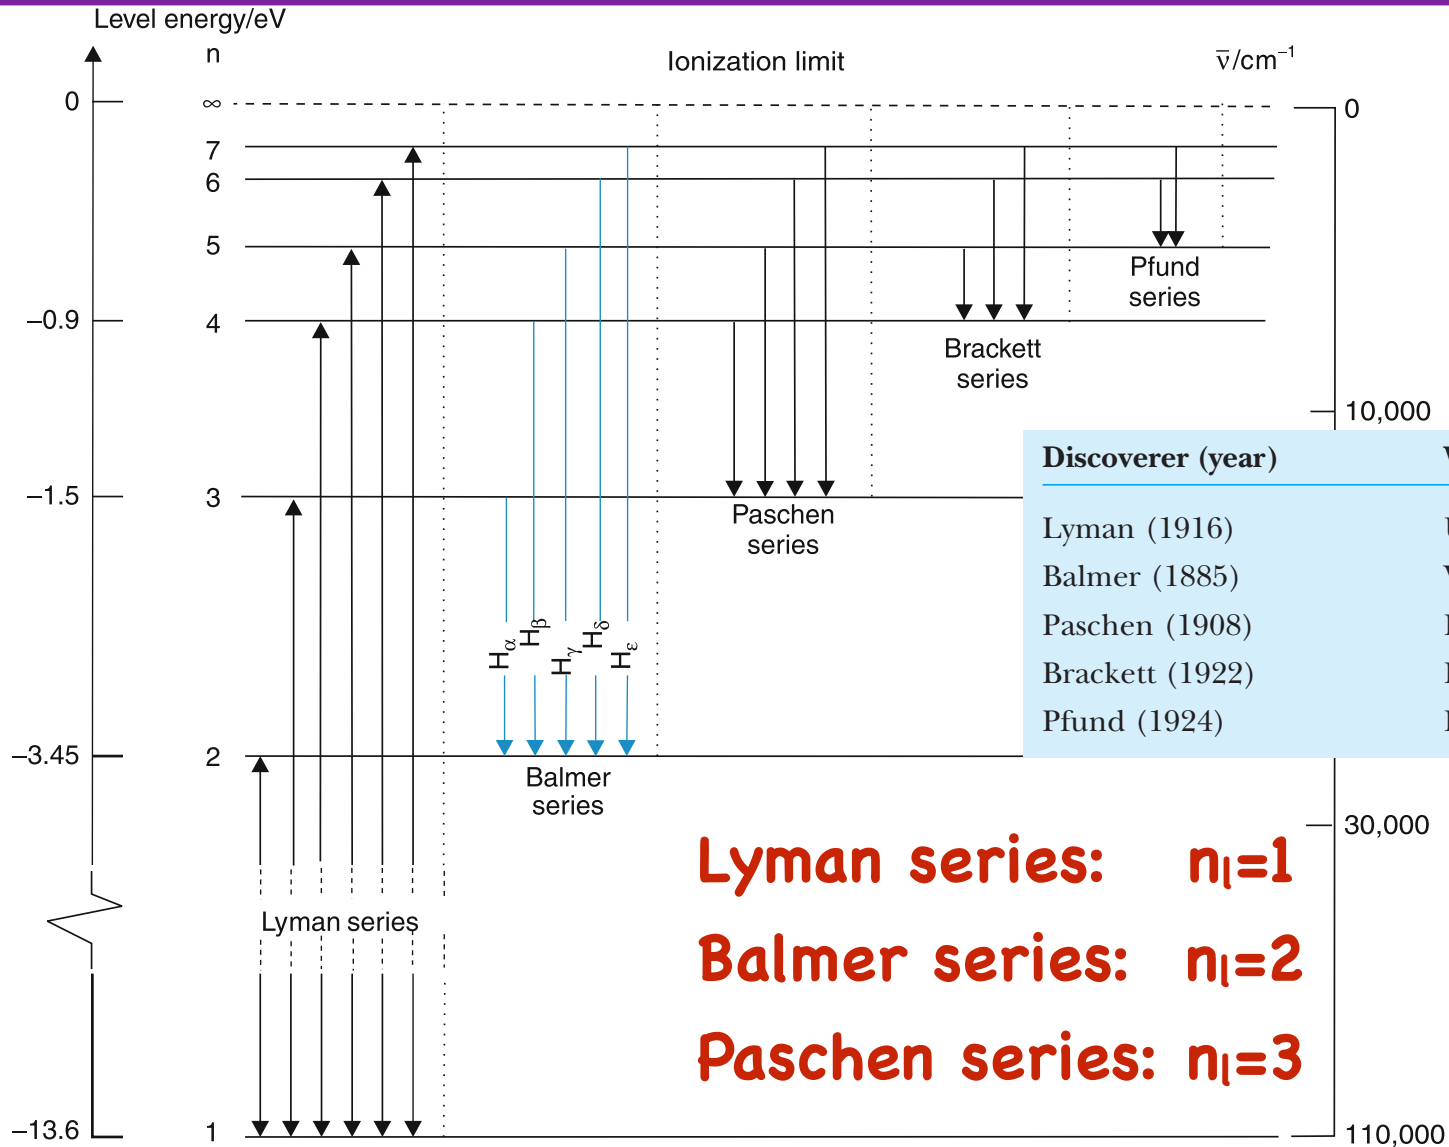 Level energy/eV
n
Ionization limit
ν̄/cm⁻¹
0
∞
0
7
6
5
Pfund
series
–0.9
4
Brackett
series
10,000
Discoverer (year)
–1.5
3
Paschen
series
Lyman (1916)
Balmer (1885)
Paschen (1908)
Brackett (1922)
Pfund (1924)
Hα
Hβ
Hγ
Hδ
Hε
–3.45
2
Balmer
series
30,000
Lyman series: nl=1
Lyman series
Balmer series: nl=2
Paschen series: nl=3
–13.6
1
110,000